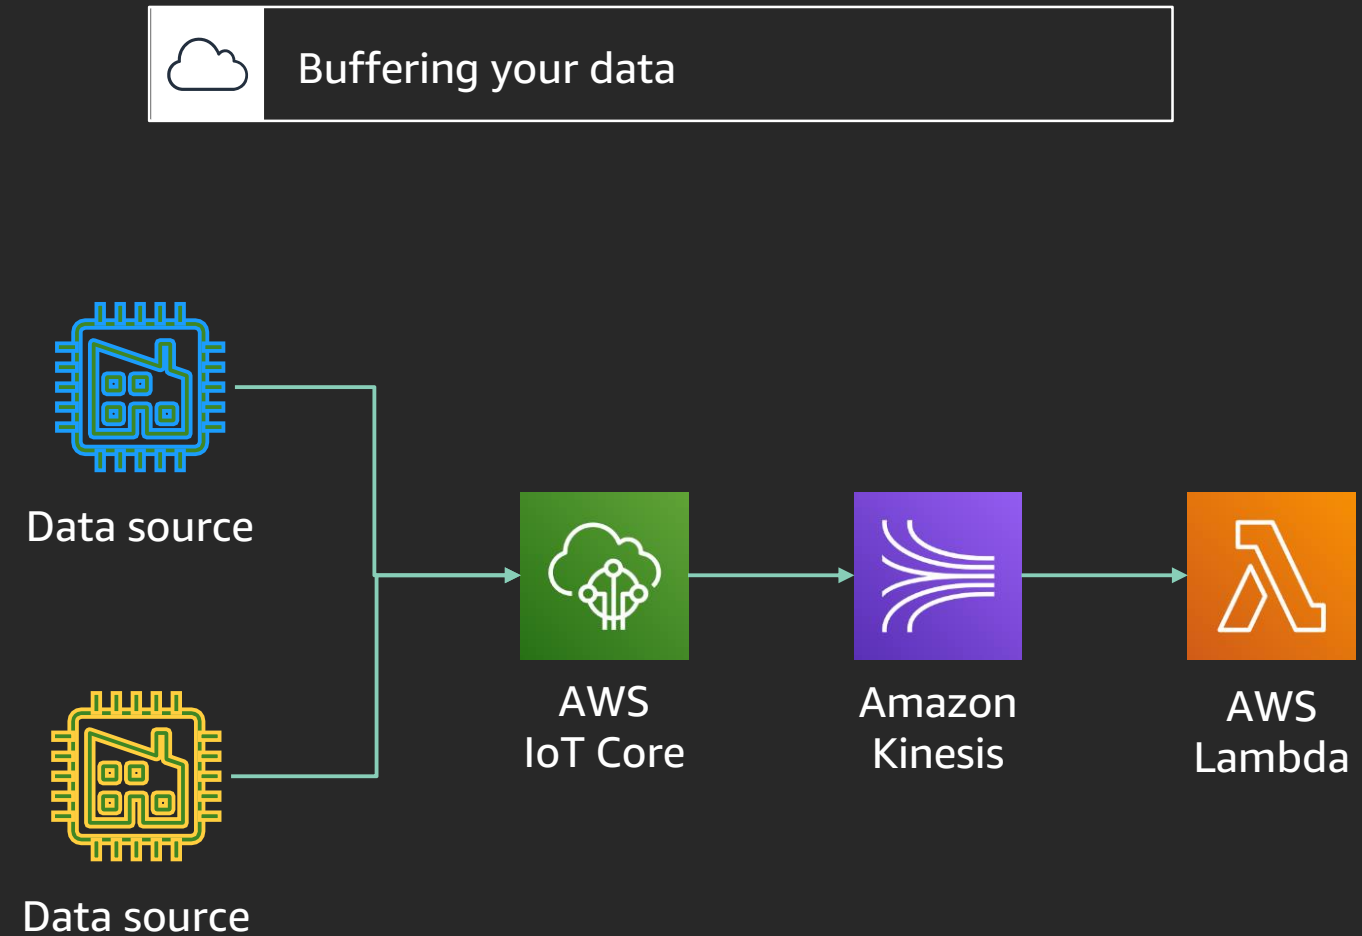 Buffering your data
Data source
AWS
IoT Core
Amazon
Kinesis
AWS
Lambda
Data source